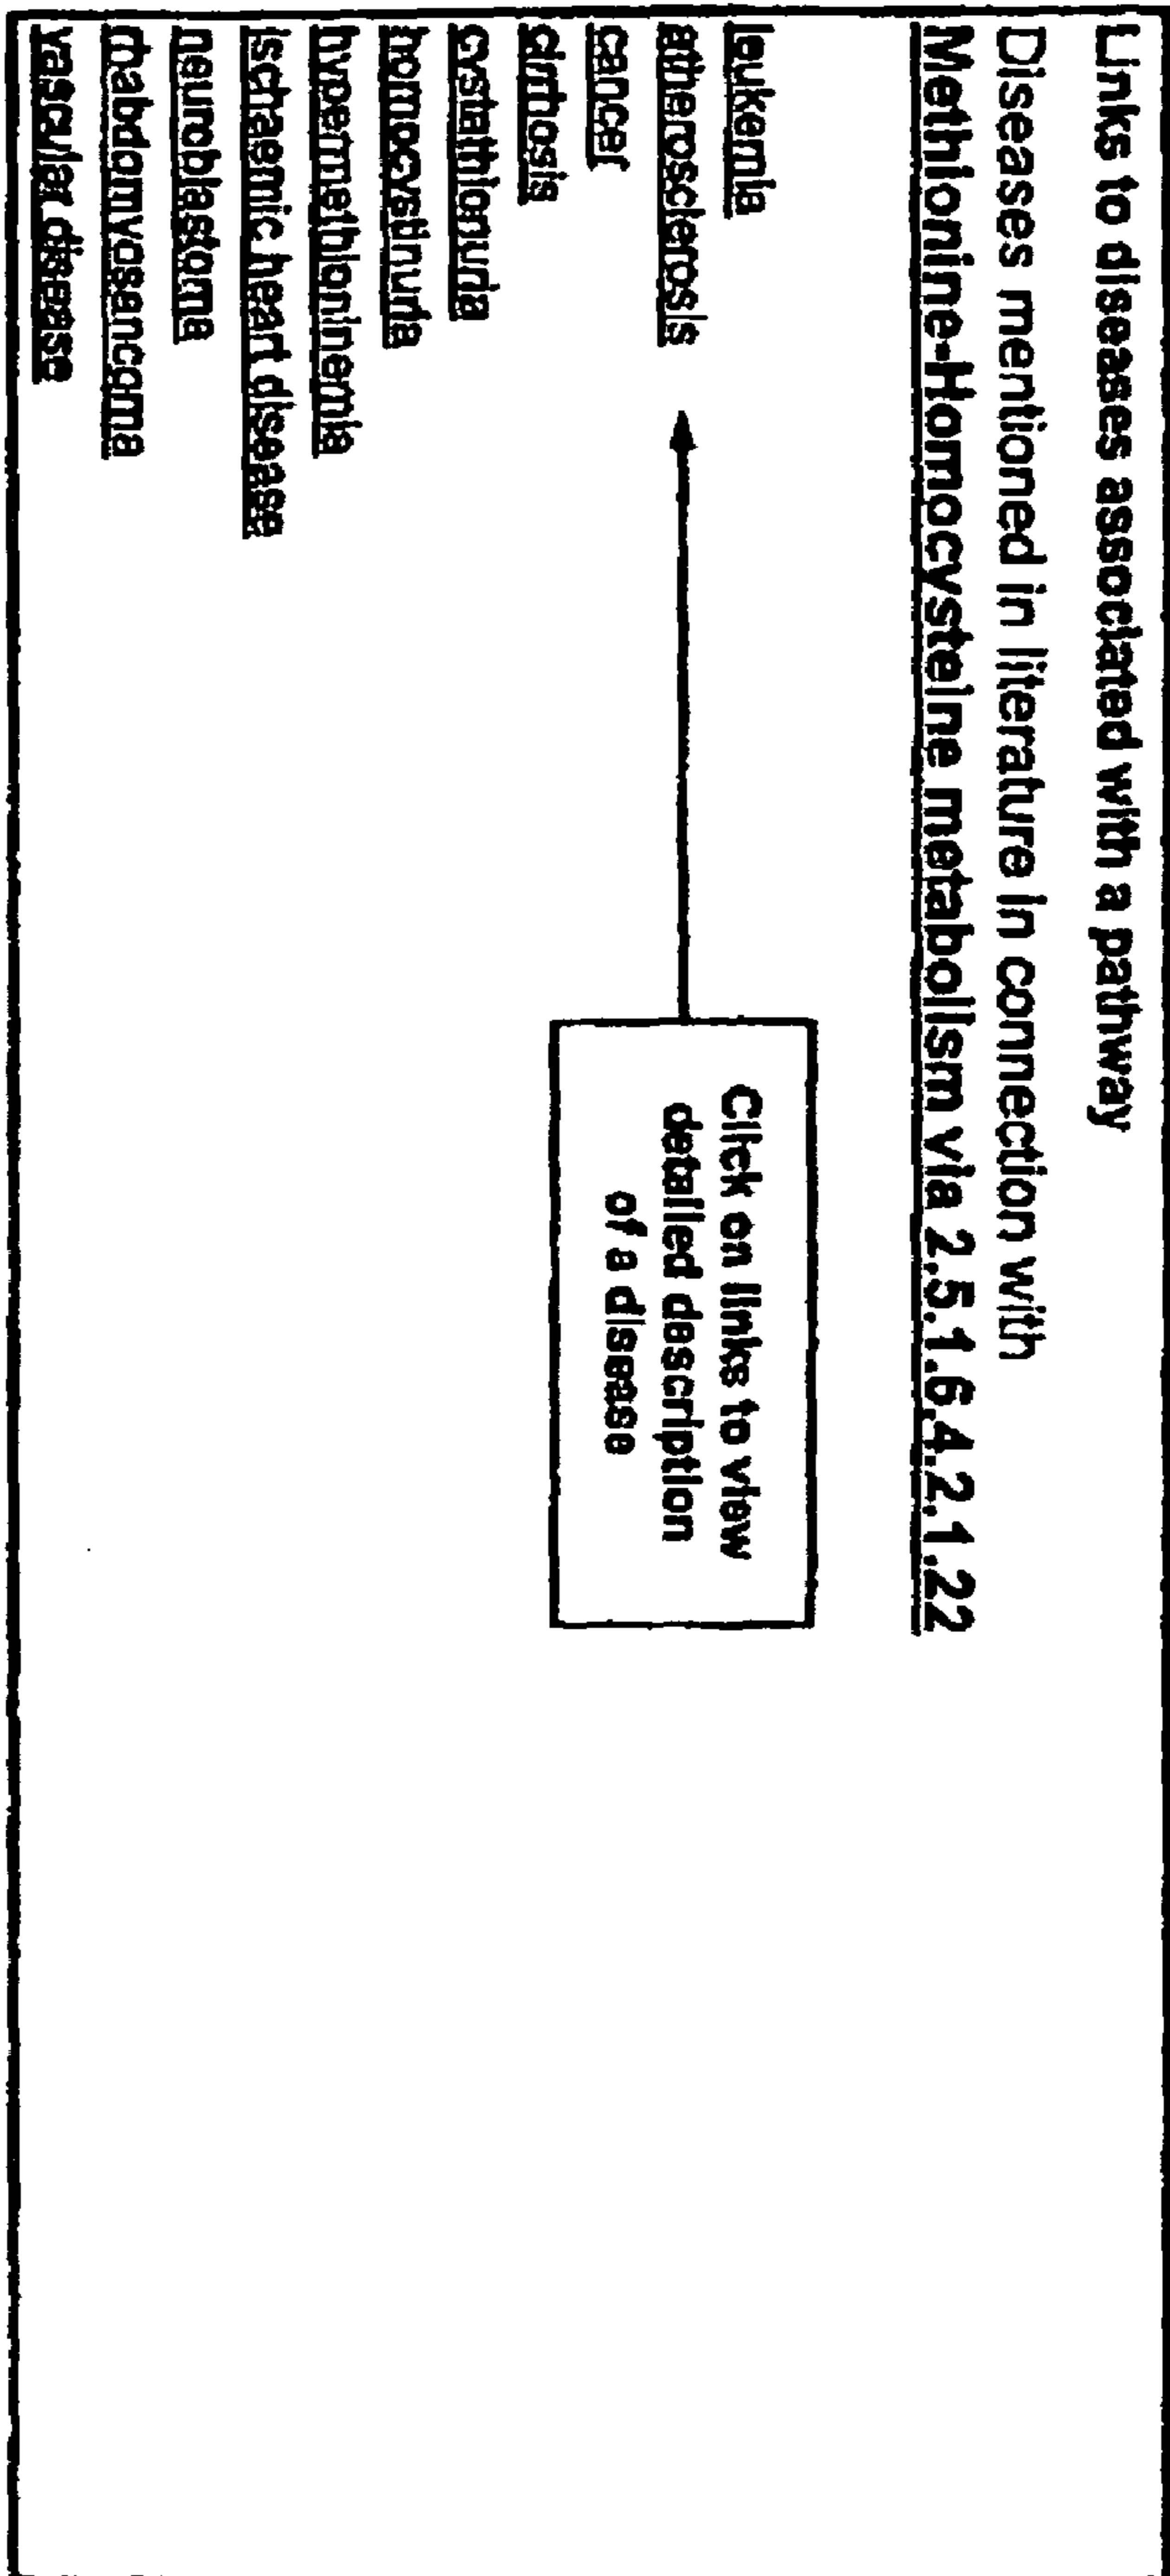 Links to diseases associated with a pathway
Diseases mentioned in literature in connection with
Methionine-Homocysteine metabolism via 2.5.1.6,4.2.1.22
leukemia
atherosclerosis
cancer
cirrhosis
cystathionuria
homocystinuria
hypermethioninemia
ischaemic heart disease
neuroblastoma
rhabdomyosarcoma
vascular disease
Click on links to view
detailed description
of a disease